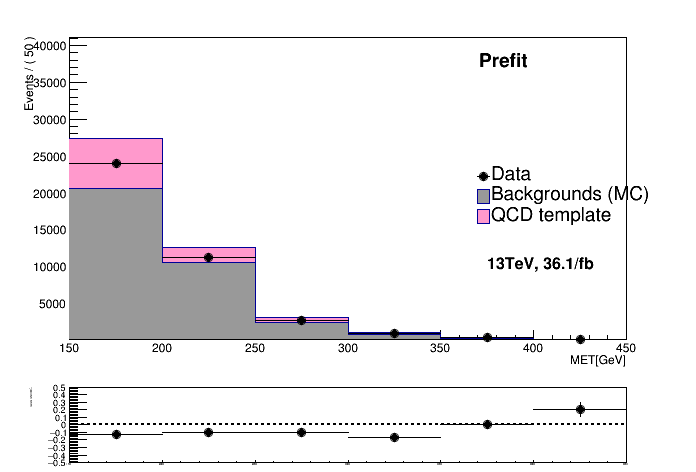 Events / ( 50 )
40000
35000
30000
25000
20000
15000
10000
5000
Prefit
Data
Backgrounds (MC)
QCD template
13TeV, 36.1/fb
150 200 250 300 350 400 450
MET[GeV]
0.5
0.4
0.3
0.2
0.1
0
−0.1
−0.2
−0.3
−0.4
−0.5